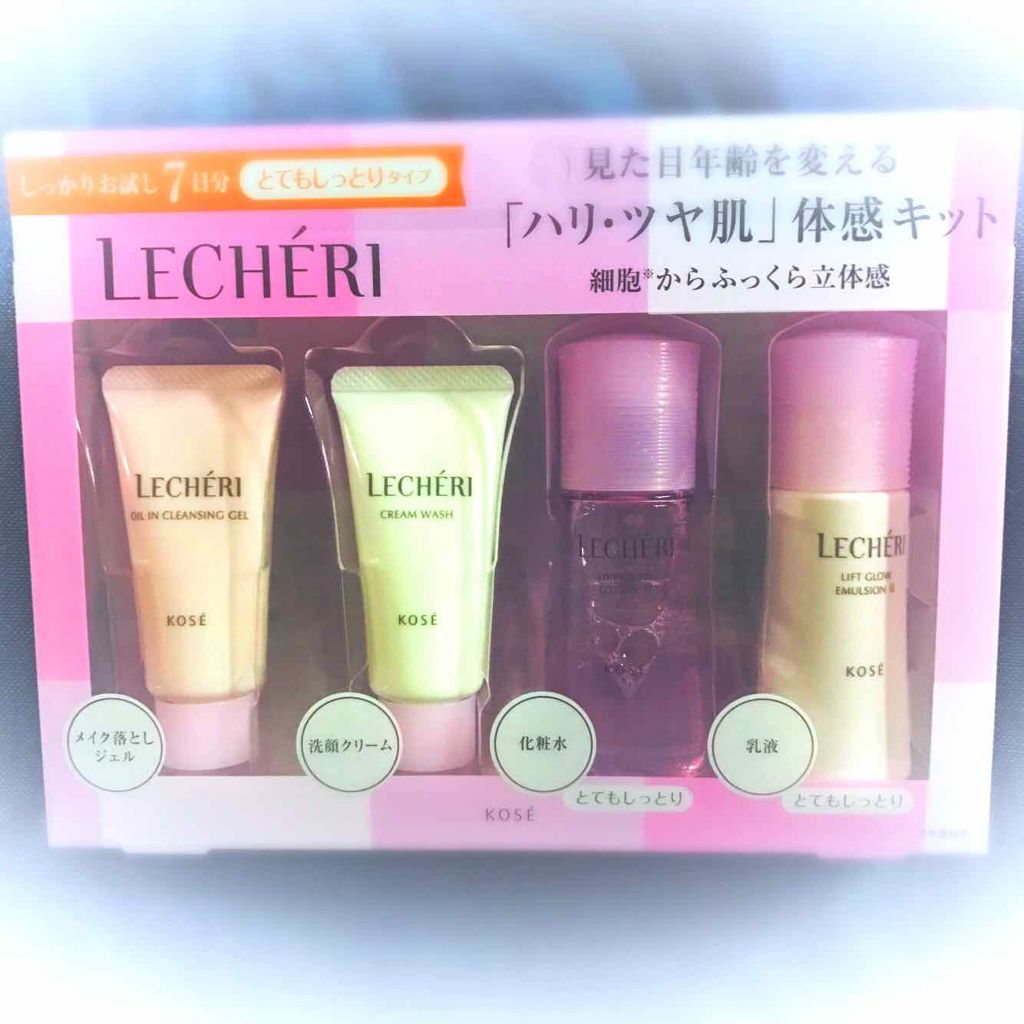 しっかりお試し7日分 とてもしっとりタイプ
見た目年齢を変える
「ハリ・ツヤ肌」体感キット
細胞※からふっくら立体感
LECHÉRI
LECHÉRI
OIL IN CLEANSING GEL
KOSÉ
メイク落とし
ジェル
LECHÉRI
CREAM WASH
KOSÉ
洗顔クリーム
LECHÉRI
LOTION II
化粧水
とてもしっとり
LECHÉRI
LIFT GLOW
EMULSION II
KOSÉ
乳液
とてもしっとり
KOSÉ